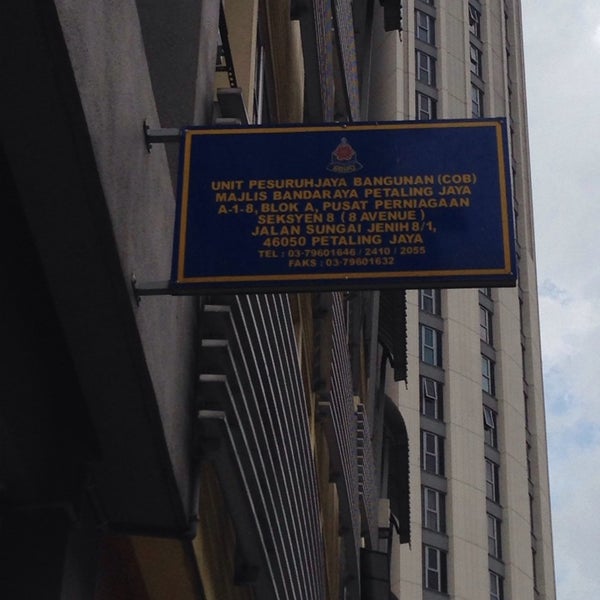 UNIT PESURUHJAYA BANGUNAN (COB)
MAJLIS BANDARAYA PETALING JAYA
A-1-8, BLOK A, PUSAT PERNIAGAAN
SEKSYEN 8 ( 8 AVENUE )
JALAN SUNGAI JENIH 8/1,
46050 PETALING JAYA
TEL : 03-79601646 / 2410 / 2055
FAKS : 03-79601632